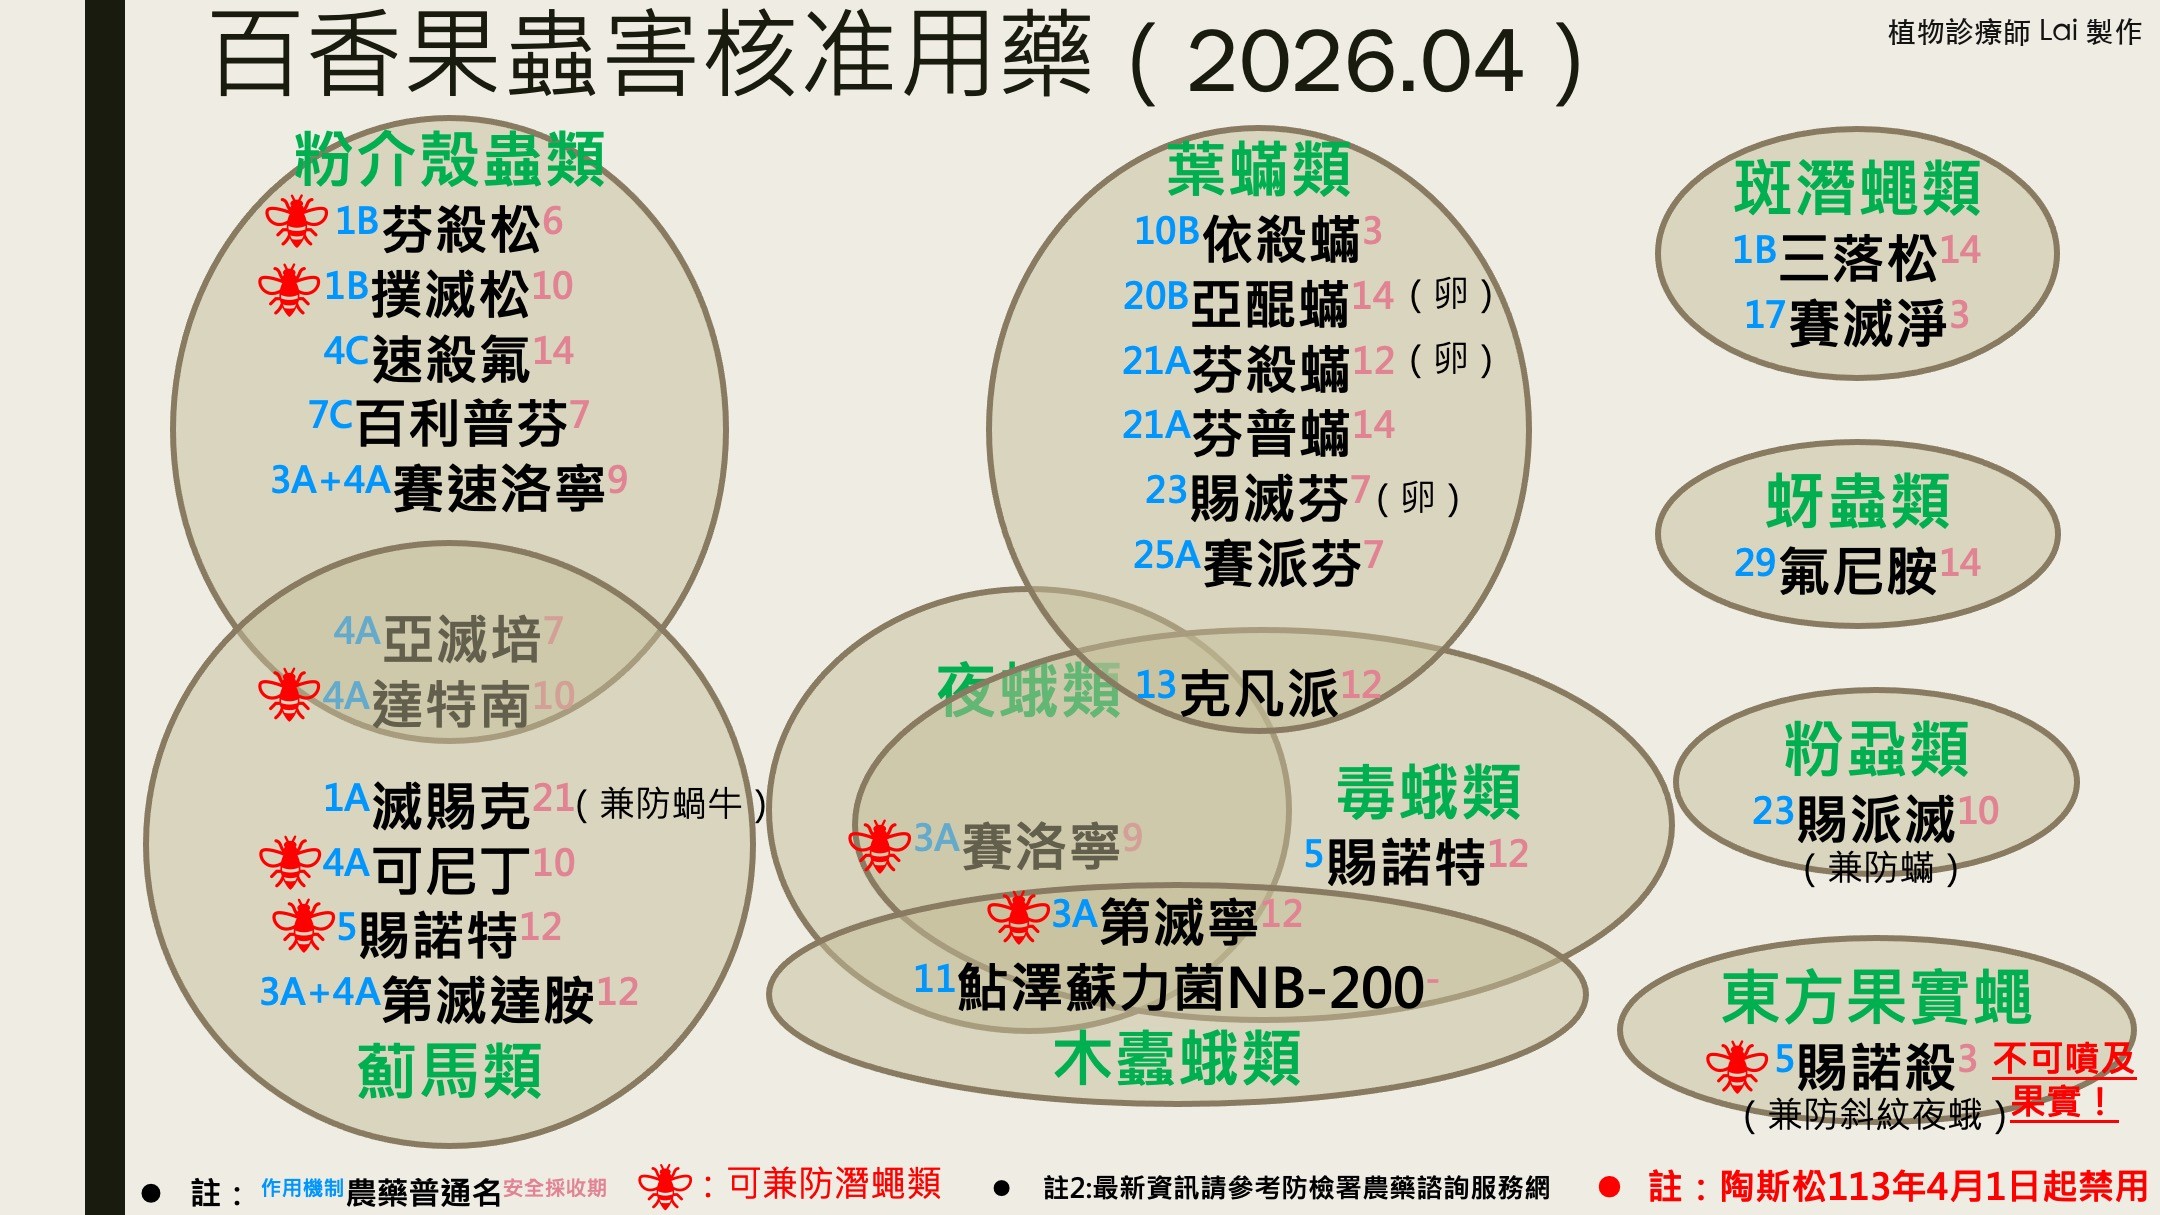 百香果蟲害核准用藥（2026.04）
植物診療師 Lai 製作
粉介殼蟲類
1B芬殺松6
1B撲滅松10
4C速殺氟14
7C百利普芬7
3A+4A賽速洛寧9
4A亞滅培7
4A達特南10
1A滅賜克21(兼防蝸牛)
4A可尼丁10
5賜諾特12
3A+4A第滅達胺12
薊馬類
葉蟎類
10B依殺蟎3
20B亞醌蟎14（卵）
21A芬殺蟎12（卵）
21A芬普蟎14
23賜滅芬7（卵）
25A賽派芬7
13克凡派12
夜蛾類
毒蛾類
3A賽洛寧9
5賜諾特12
3A第滅寧12
11鮎澤蘇力菌NB-200-
木蠹蛾類
斑潛蠅類
1B三落松14
17賽滅淨3
蚜蟲類
29氟尼胺14
粉蝨類
23賜派滅10
（兼防蟎）
東方果實蠅
5賜諾殺3
不可噴及
果實！
（兼防斜紋夜蛾）
● 註：作用機制農藥普通名安全採收期
：可兼防潛蠅類
● 註2:最新資訊請參考防檢署農藥諮詢服務網
● 註：陶斯松113年4月1日起禁用